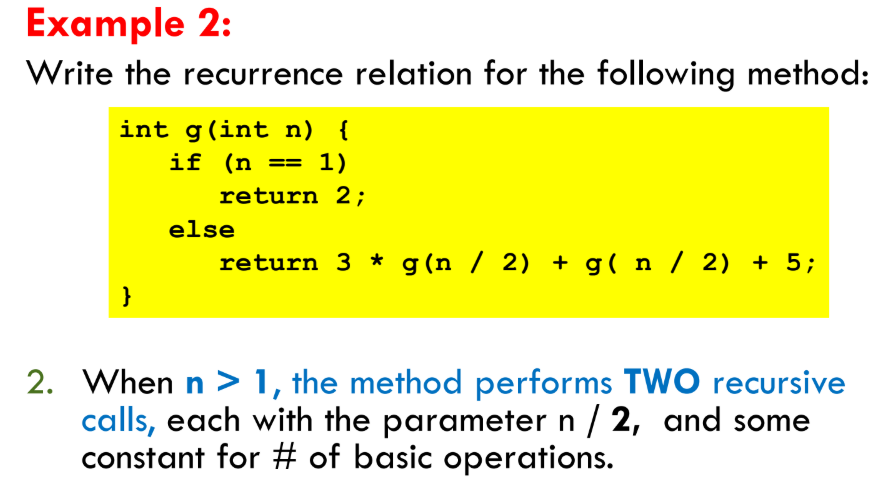 Example 2:
Write the recurrence relation for the following method:
int g(int n) {
if (n == 1)
return 2;
else
return 3 * g(n / 2) + g( n / 2) + 5;
}
2. When n > 1, the method performs TWO recursive
calls, each with the parameter n / 2, and some
constant for # of basic operations.